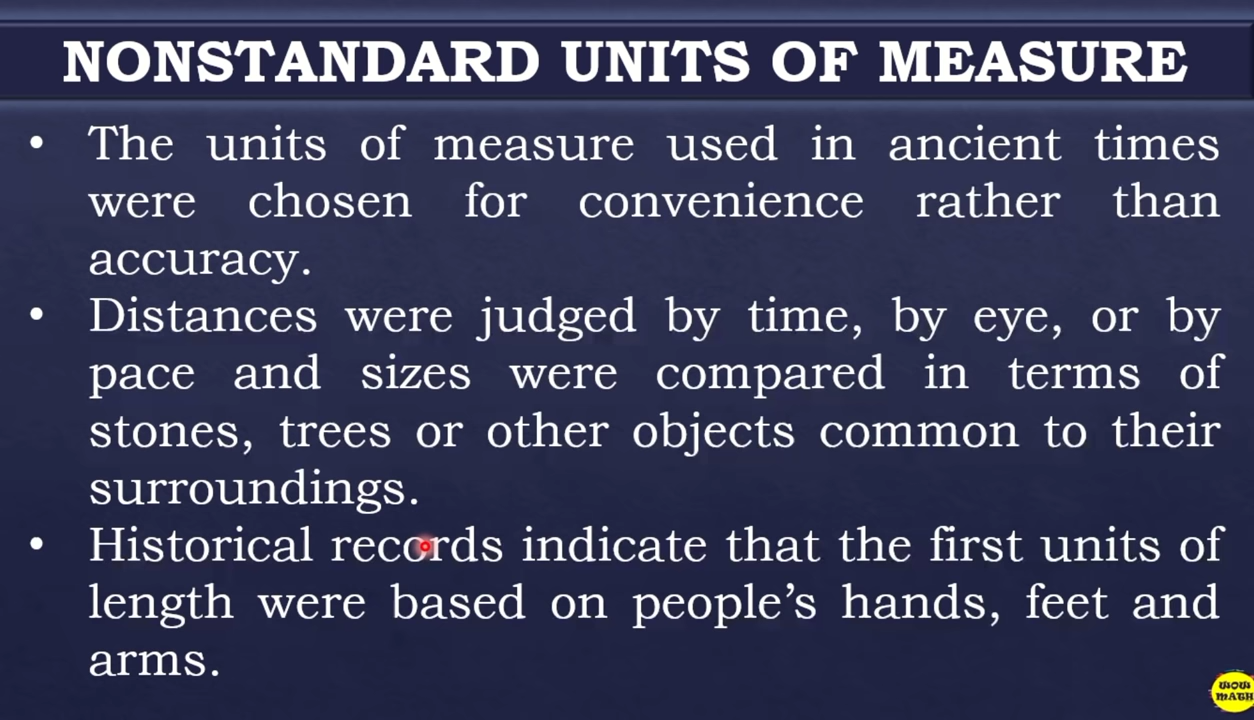 NONSTANDARD UNITS OF MEASURE
• The units of measure used in ancient times
were chosen for convenience rather than
accuracy.
• Distances were judged by time, by eye, or by
pace and sizes were compared in terms of
stones, trees or other objects common to their
surroundings.
• Historical records indicate that the first units of
length were based on people’s hands, feet and
arms.
WOW
MATH